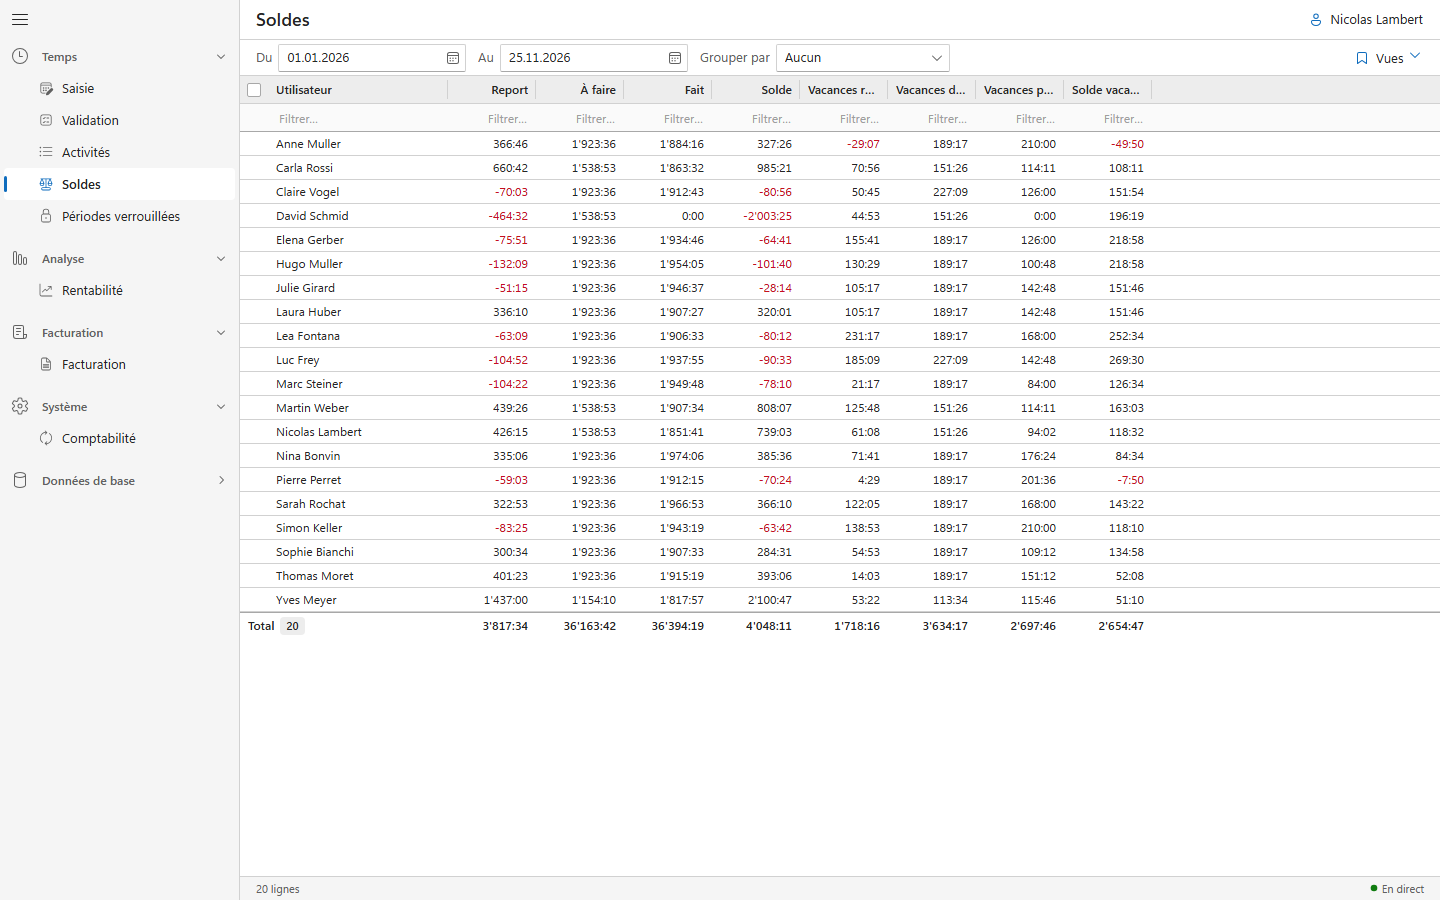 Soldes
Nicolas Lambert
Temps
Saisie
Validation
Activités
Soldes
Périodes verrouillées
Analyse
Rentabilité
Facturation
Facturation
Système
Comptabilité
Données de base
Du 01.01.2026 Au 25.11.2026 Grouper par Aucun Vues
Utilisateur Report À faire Fait Solde Vacances r... Vacances d... Vacances p... Solde vaca...
Filtrer... Filtrer... Filtrer... Filtrer... Filtrer... Filtrer... Filtrer... Filtrer... Filtrer...
Anne Muller 366:46 1'923:36 1'884:16 327:26 -29:07 189:17 210:00 -49:50
Carla Rossi 660:42 1'538:53 1'863:32 985:21 70:56 151:26 114:11 108:11
Claire Vogel -70:03 1'923:36 1'912:43 -80:56 50:45 227:09 126:00 151:54
David Schmid -464:32 1'538:53 0:00 -2'003:25 44:53 151:26 0:00 196:19
Elena Gerber -75:51 1'923:36 1'934:46 -64:41 155:41 189:17 126:00 218:58
Hugo Muller -132:09 1'923:36 1'954:05 -101:40 130:29 189:17 100:48 218:58
Julie Girard -51:15 1'923:36 1'946:37 -28:14 105:17 189:17 142:48 151:46
Laura Huber 336:10 1'923:36 1'907:27 320:01 105:17 189:17 142:48 151:46
Lea Fontana -63:09 1'923:36 1'906:33 -80:12 231:17 189:17 168:00 252:34
Luc Frey -104:52 1'923:36 1'937:55 -90:33 185:09 227:09 142:48 269:30
Marc Steiner -104:22 1'923:36 1'949:48 -78:10 21:17 189:17 84:00 126:34
Martin Weber 439:26 1'538:53 1'907:34 808:07 125:48 151:26 114:11 163:03
Nicolas Lambert 426:15 1'538:53 1'851:41 739:03 61:08 151:26 94:02 118:32
Nina Bonvin 335:06 1'923:36 1'974:06 385:36 71:41 189:17 176:24 84:34
Pierre Perret -59:03 1'923:36 1'912:15 -70:24 4:29 189:17 201:36 -7:50
Sarah Rochat 322:53 1'923:36 1'966:53 366:10 122:05 189:17 168:00 143:22
Simon Keller -83:25 1'923:36 1'943:19 -63:42 138:53 189:17 210:00 118:10
Sophie Bianchi 300:34 1'923:36 1'907:33 284:31 54:53 189:17 109:12 134:58
Thomas Moret 401:23 1'923:36 1'915:19 393:06 14:03 189:17 151:12 52:08
Yves Meyer 1'437:00 1'154:10 1'817:57 2'100:47 53:22 113:34 115:46 51:10
Total 20 3'817:34 36'163:42 36'394:19 4'048:11 1'718:16 3'634:17 2'697:46 2'654:47
20 lignes
En direct